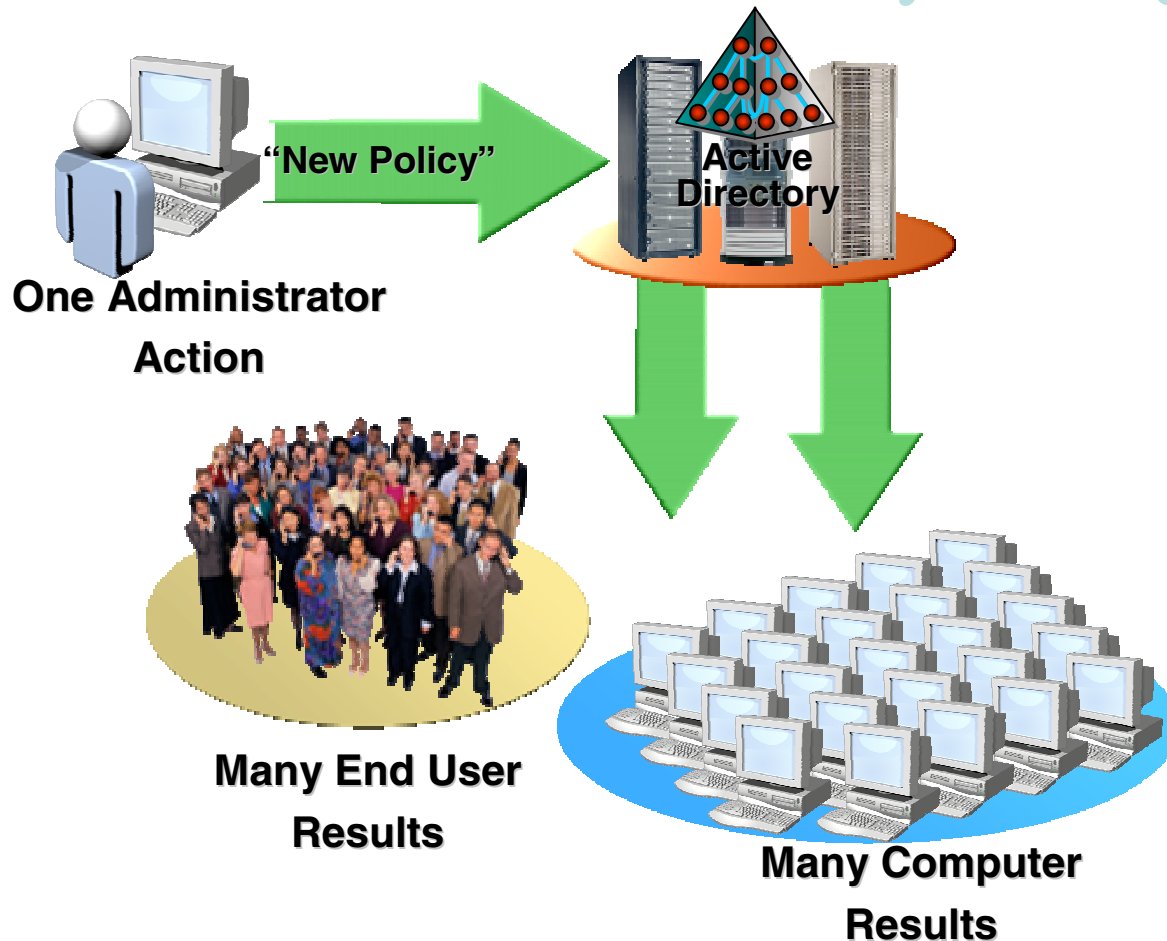 “New Policy”
Active
Directory
One Administrator
Action
Many End User
Results
Many Computer
Results